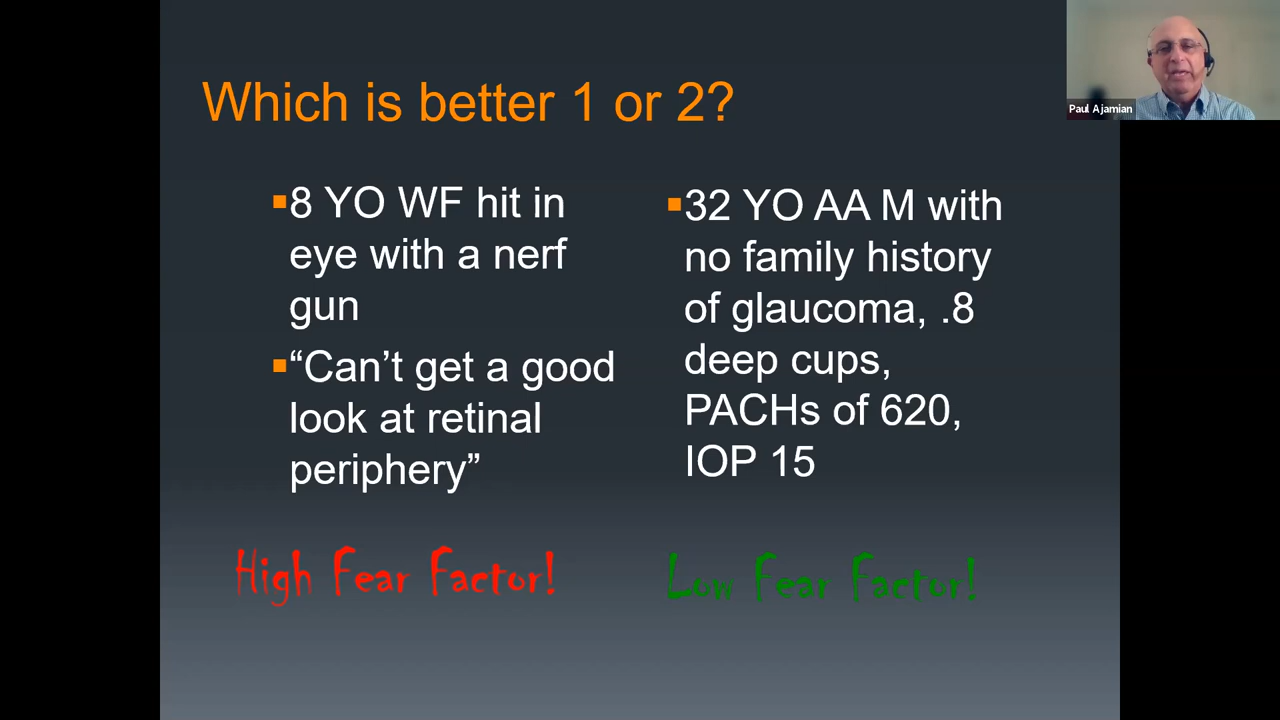 Which is better 1 or 2?
▪8 YO WF hit in
eye with a nerf
gun
▪“Can’t get a good
look at retinal
periphery”
High Fear Factor!
▪32 YO AA M with
no family history
of glaucoma, .8
deep cups,
PACHs of 620,
IOP 15
Low Fear Factor!
Paul Ajamian